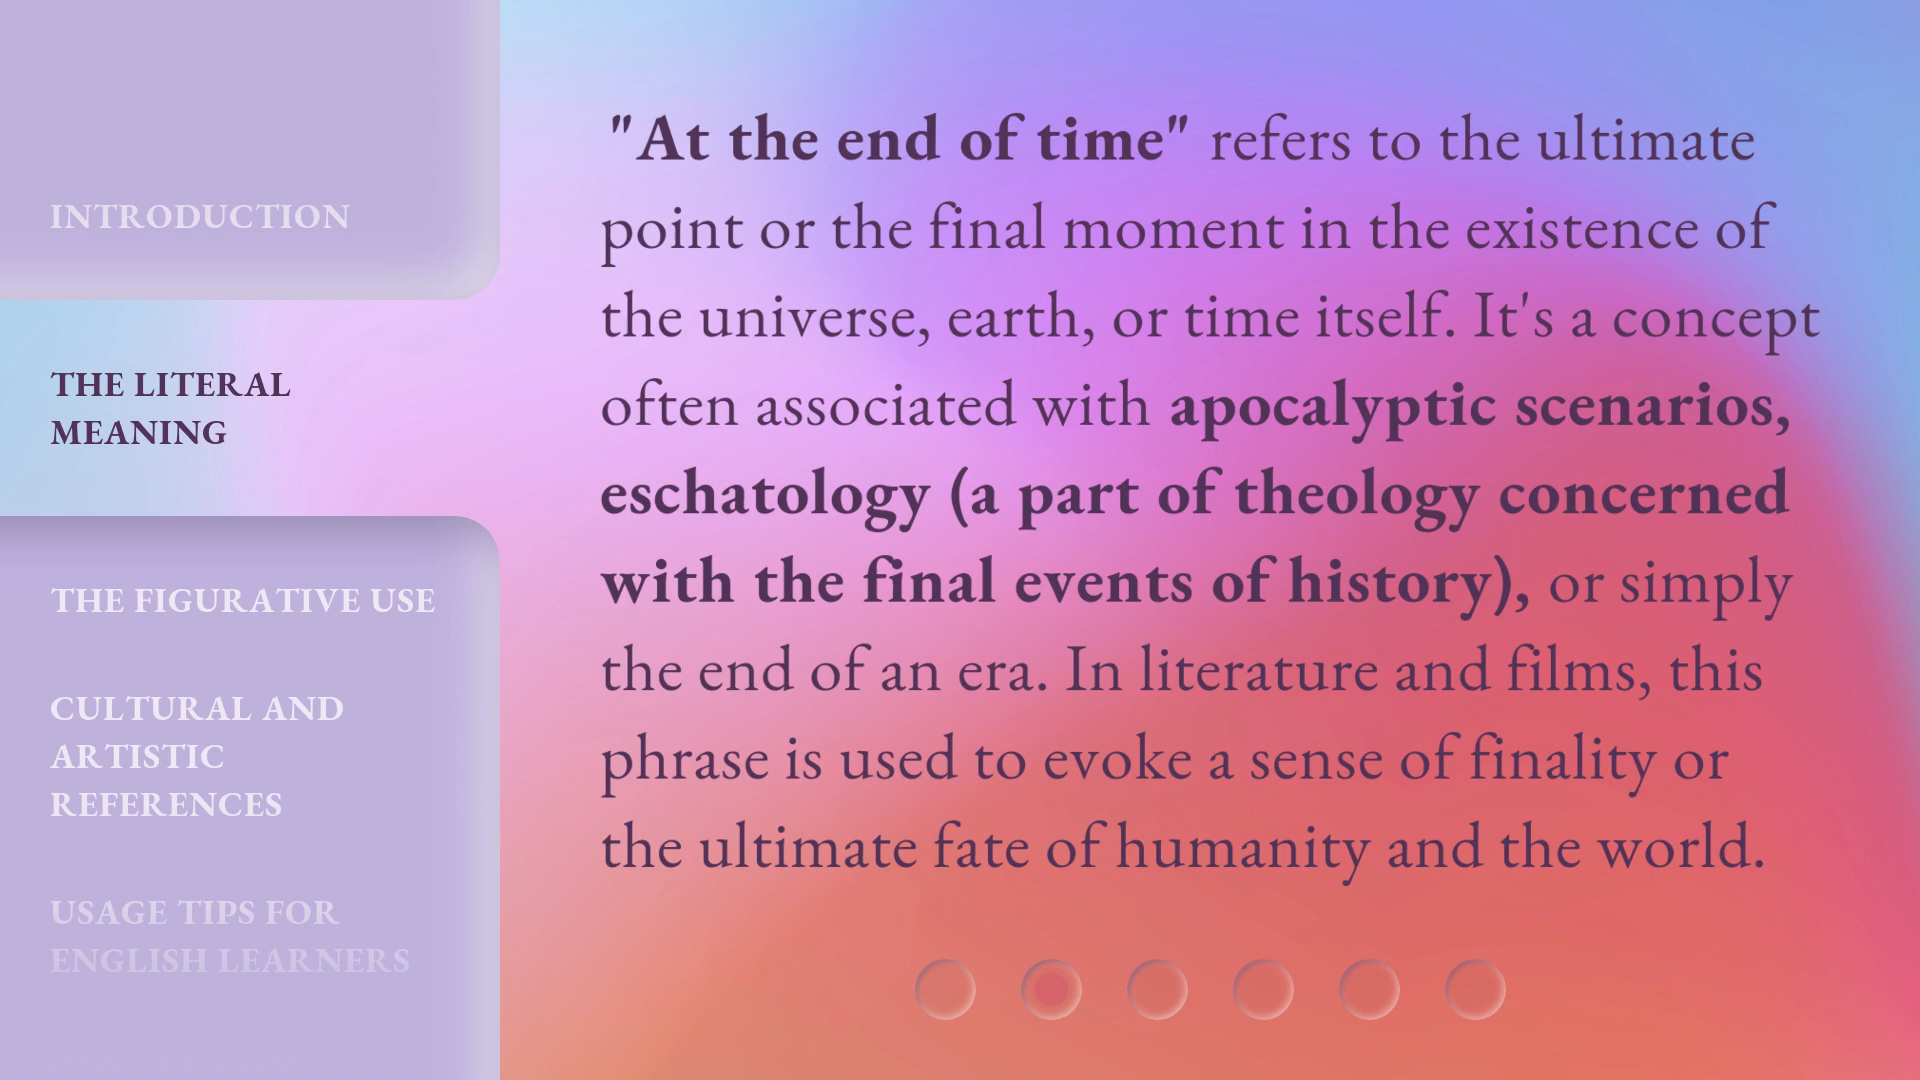 INTRODUCTION
THE LITERAL
MEANING
THE FIGURATIVE USE
CULTURAL AND
ARTISTIC
REFERENCES
USAGE TIPS FOR
ENGLISH LEARNERS
"At the end of time" refers to the ultimate
point or the final moment in the existence of
the universe, earth, or time itself. It's a concept
often associated with apocalyptic scenarios,
eschatology (a part of theology concerned
with the final events of history), or simply
the end of an era. In literature and films, this
phrase is used to evoke a sense of finality or
the ultimate fate of humanity and the world.